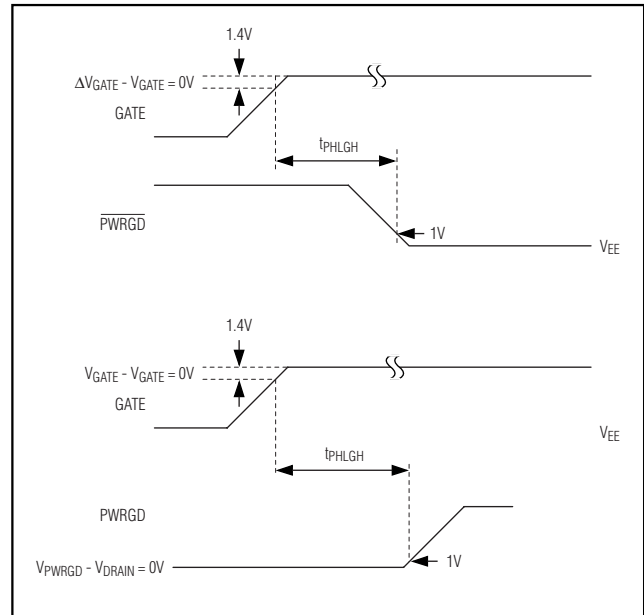 1.4V
ΔVGATE - VGATE = 0V
GATE
tPHLGH
PWRGD
1V
VEE
1.4V
VGATE - VGATE = 0V
GATE
VEE
tPHLGH
PWRGD
1V
VPWRGD - VDRAIN = 0V